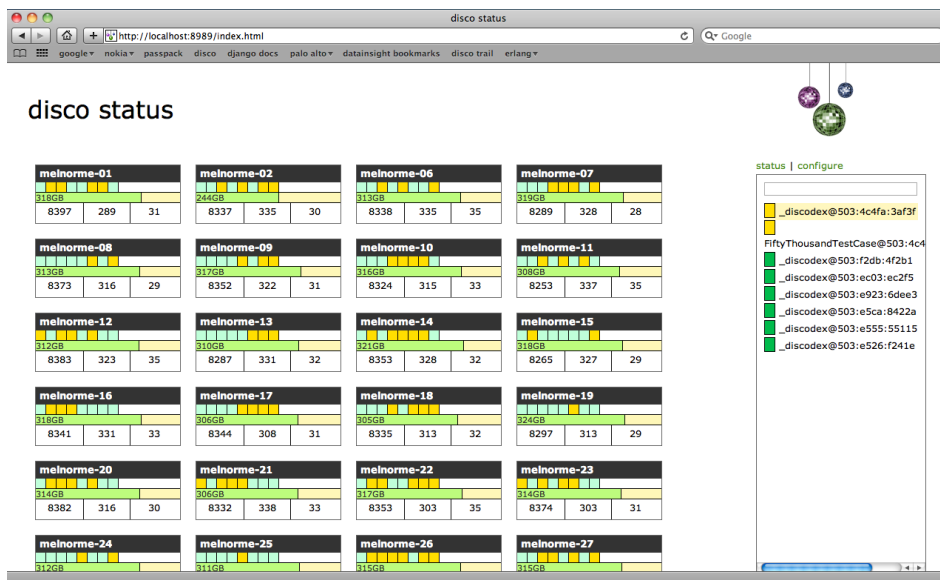 disco status
http://localhost:8989/index.html
Google
google nokia passpack disco django docs palo alto datainsight bookmarks disco trail erlang
disco status
status | configure
melnorme-01 melnorme-02 melnorme-06 melnorme-07
318GB 244GB 313GB 319GB
8397 289 31 8337 335 30 8338 335 35 8289 328 28
melnorme-08 melnorme-09 melnorme-10 melnorme-11
313GB 317GB 316GB 308GB
8373 316 29 8352 322 31 8324 315 33 8253 337 35
melnorme-12 melnorme-13 melnorme-14 melnorme-15
312GB 310GB 321GB 318GB
8383 323 35 8287 331 32 8353 328 32 8265 327 29
melnorme-16 melnorme-17 melnorme-18 melnorme-19
318GB 306GB 305GB 324GB
8341 331 33 8344 308 31 8335 313 32 8297 313 29
melnorme-20 melnorme-21 melnorme-22 melnorme-23
314GB 306GB 317GB 314GB
8382 316 30 8332 338 33 8353 303 35 8374 303 31
melnorme-24 melnorme-25 melnorme-26 melnorme-27
312GB 311GB 315GB 315GB
_discodex@503:4c4fa:3af3f
FiftyThousandTestCase@503:4c4
_discodex@503:f2db:4f2b1
_discodex@503:ec03:ec2f5
_discodex@503:e923:6dee3
_discodex@503:e5ca:8422a
_discodex@503:e555:55115
_discodex@503:e526:f241e